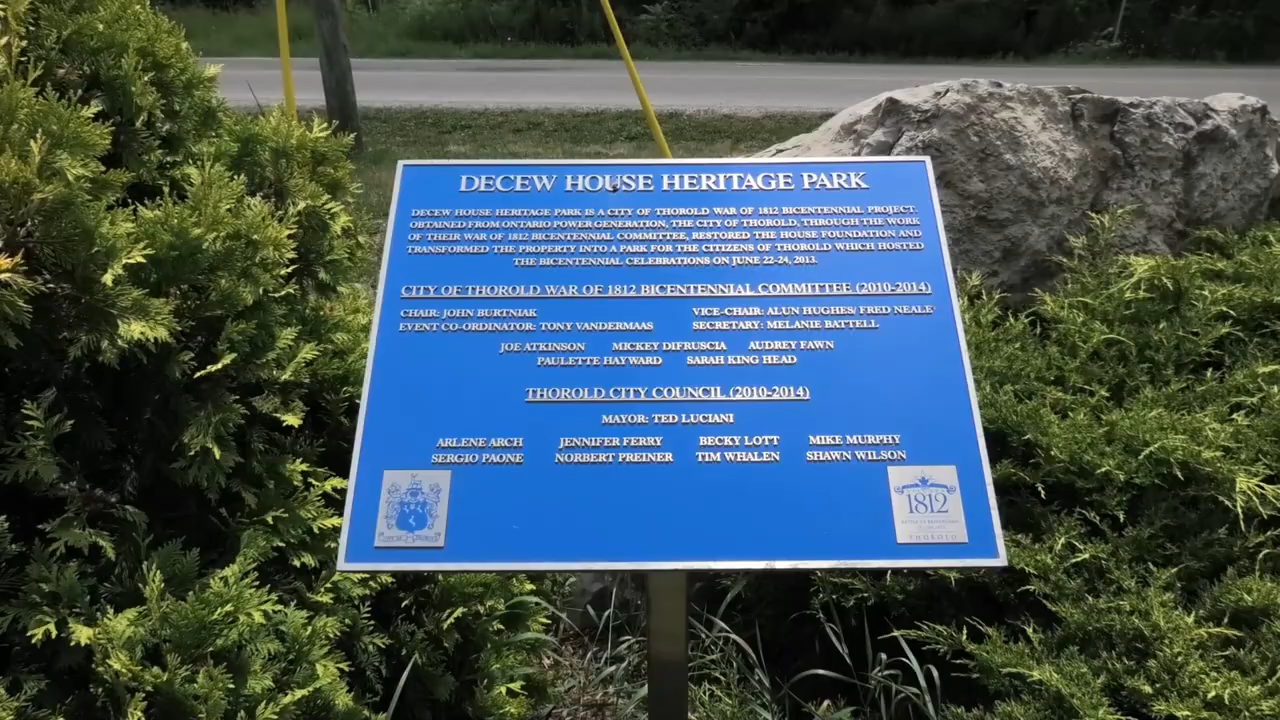 DECEW HOUSE HERITAGE PARK
DECEW HOUSE HERITAGE PARK IS A CITY OF THOROLD WAR OF 1812 BICENTENNIAL PROJECT.
OBTAINED FROM ONTARIO POWER GENERATION, THE CITY OF THOROLD, THROUGH THE WORK
OF THEIR WAR OF 1812 BICENTENNIAL COMMITTEE, RESTORED THE HOUSE FOUNDATION AND
TRANSFORMED THE PROPERTY INTO A PARK FOR THE CITIZENS OF THOROLD WHICH HOSTED
THE BICENTENNIAL CELEBRATIONS ON JUNE 22-24, 2013.
CITY OF THOROLD WAR OF 1812 BICENTENNIAL COMMITTEE (2010-2014)
CHAIR: JOHN BURTNIAK VICE-CHAIR: ALUN HUGHES/ FRED NEALE
EVENT CO-ORDINATOR: TONY VANDERMAAS SECRETARY: MELANIE BATTELL
JOE ATKINSON MICKEY DIFRUSCIA AUDREY FAWN
PAULETTE HAYWARD SARAH KING HEAD
THOROLD CITY COUNCIL (2010-2014)
MAYOR: TED LUCIANI
ARLENE ARCH JENNIFER FERRY BECKY LOTT MIKE MURPHY
SERGIO PAONE NORBERT PREINER TIM WHALEN SHAWN WILSON
1812
BATTLE OF BEAVERDAMS
THOROLD